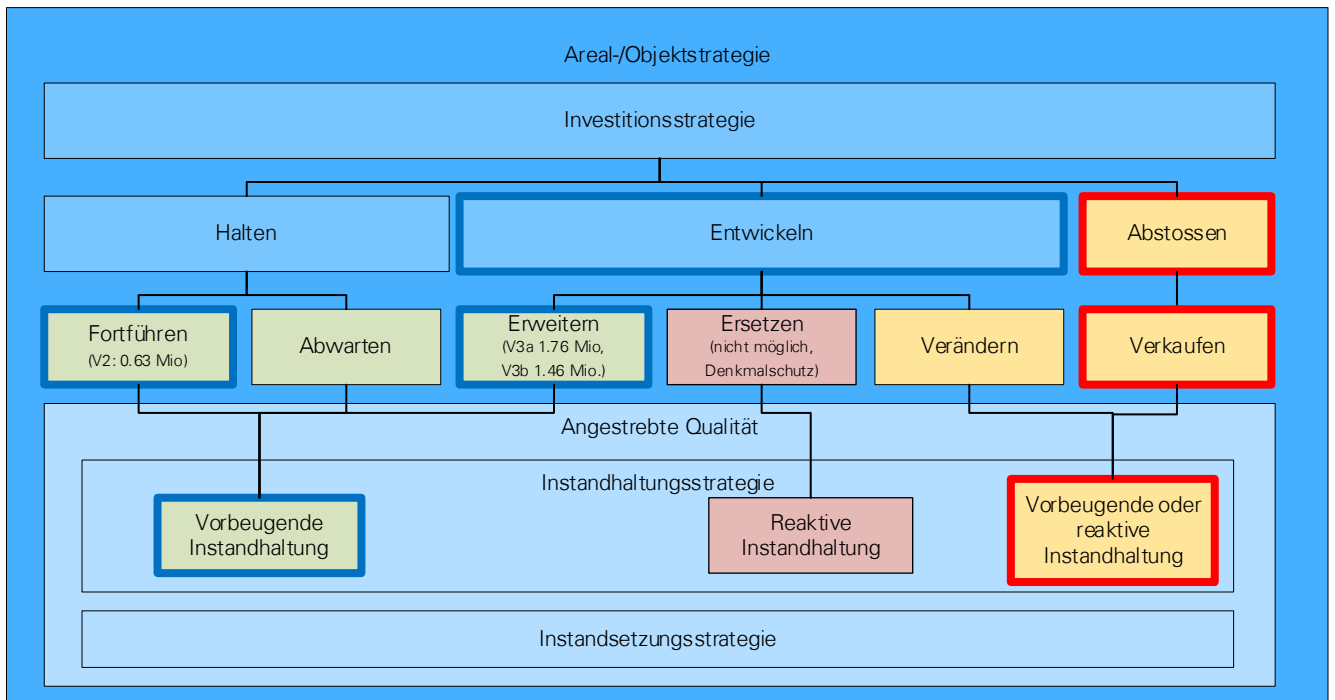 Areal-/Objektstrategie
Investitionsstrategie
Halten
Entwickeln
Abstossen
Fortführen
(V2: 0.63 Mio)
Abwarten
Erweitern
(V3a 1.76 Mio,
V3b 1.46 Mio.)
Ersetzen
(nicht möglich,
Denkmalschutz)
Verändern
Verkaufen
Angestrebte Qualität
Instandhaltungsstrategie
Vorbeugende
Instandhaltung
Reaktive
Instandhaltung
Vorbeugende oder
reaktive
Instandhaltung
Instandsetzungsstrategie